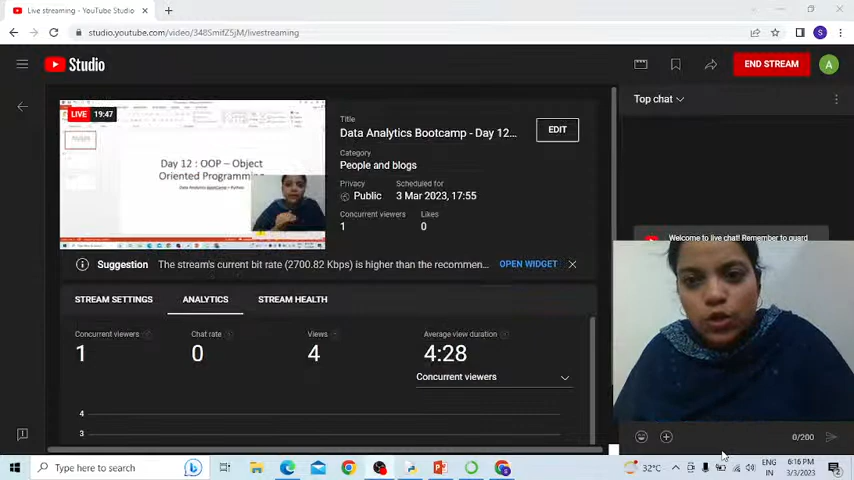 Live streaming - YouTube Studio
studio.youtube.com/video/348SmifZ5jM/livestreaming
S
Studio
END STREAM
A
Top chat
LIVE 19:47
Day 12 : OOP – Object
Oriented Programming
Data Analytics BootCamp – Python
Title
Data Analytics Bootcamp - Day 12...
EDIT
Category
People and blogs
Privacy
Public
Scheduled for
3 Mar 2023, 17:55
Concurrent viewers
1
Likes
0
Welcome to live chat! Remember to guard
Suggestion The stream's current bit rate (2700.82 Kbps) is higher than the recommen...
OPEN WIDGET
STREAM SETTINGS
ANALYTICS
STREAM HEALTH
Concurrent viewers
1
Chat rate
0
Views
4
Average view duration
4:28
Concurrent viewers
4
3
0/200
Type here to search
32°C
ENG
IN
6:16 PM
3/3/2023
2